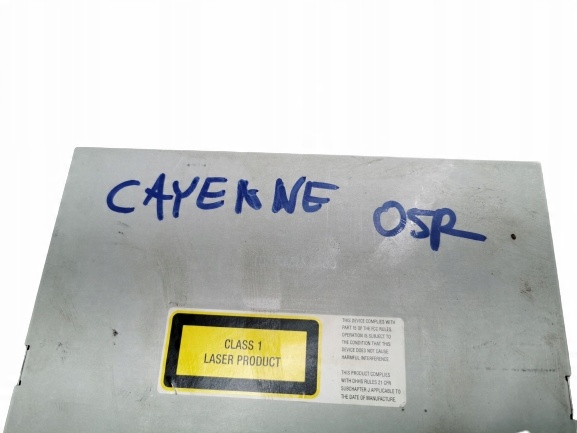 CAYENNE 05R
CLASS 1
LASER PRODUCT
THIS DEVICE COMPLIES WITH
PART 15 OF THE FCC RULES.
OPERATION IS SUBJECT TO
THE CONDITION THAT THIS
DEVICE DOES NOT CAUSE
HARMFUL INTERFERENCE.
THIS PRODUCT COMPLIES
WITH DHHS RULES 21 CFR
SUBCHAPTER J APPLICABLE TO
THE DATE OF MANUFACTURE.